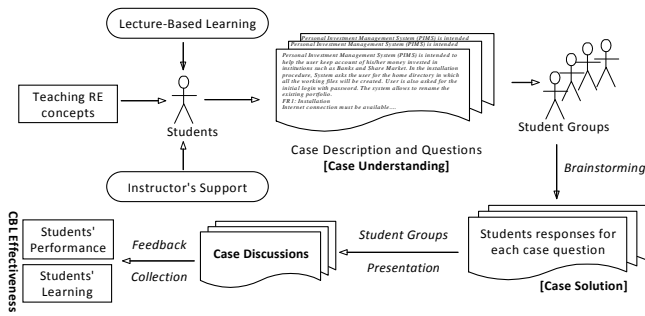 Lecture-Based Learning
Personal Investment Management System (PIMS) is intended
Personal Investment Management System (PIMS) is intended
Personal Investment Management System (PIMS) is intended to
help the user keep account of his/her money invested in
institutions such as Banks and Share Market. In the installation
procedure, System asks the user for the home directory in which
all the working files will be created. User is also asked for the
initial login with password. The system allows to rename the
existing portfolio.
FR1: Installation
Internet connection must be available....
Teaching RE
concepts
Students
Student Groups
Case Description and Questions
[Case Understanding]
Instructor's Support
Brainstorming
CBL Effectiveness
Students'
Performance
Students'
Learning
Feedback
Collection
Case Discussions
Student Groups
Presentation
Students responses for
each case question
[Case Solution]